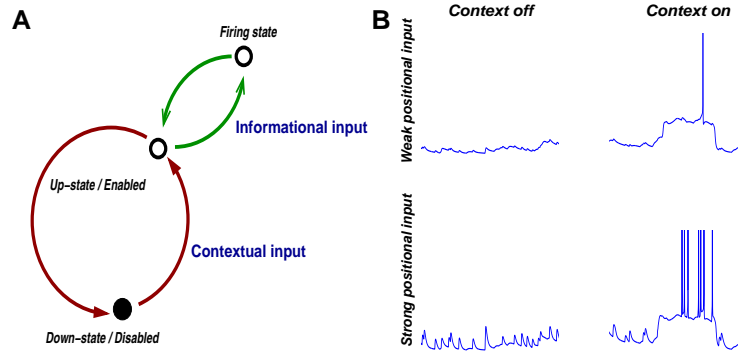 A
Firing state
Informational input
Up-state / Enabled
Contextual input
Down-state / Disabled
B
Context off
Context on
Weak positional input
Strong positional input